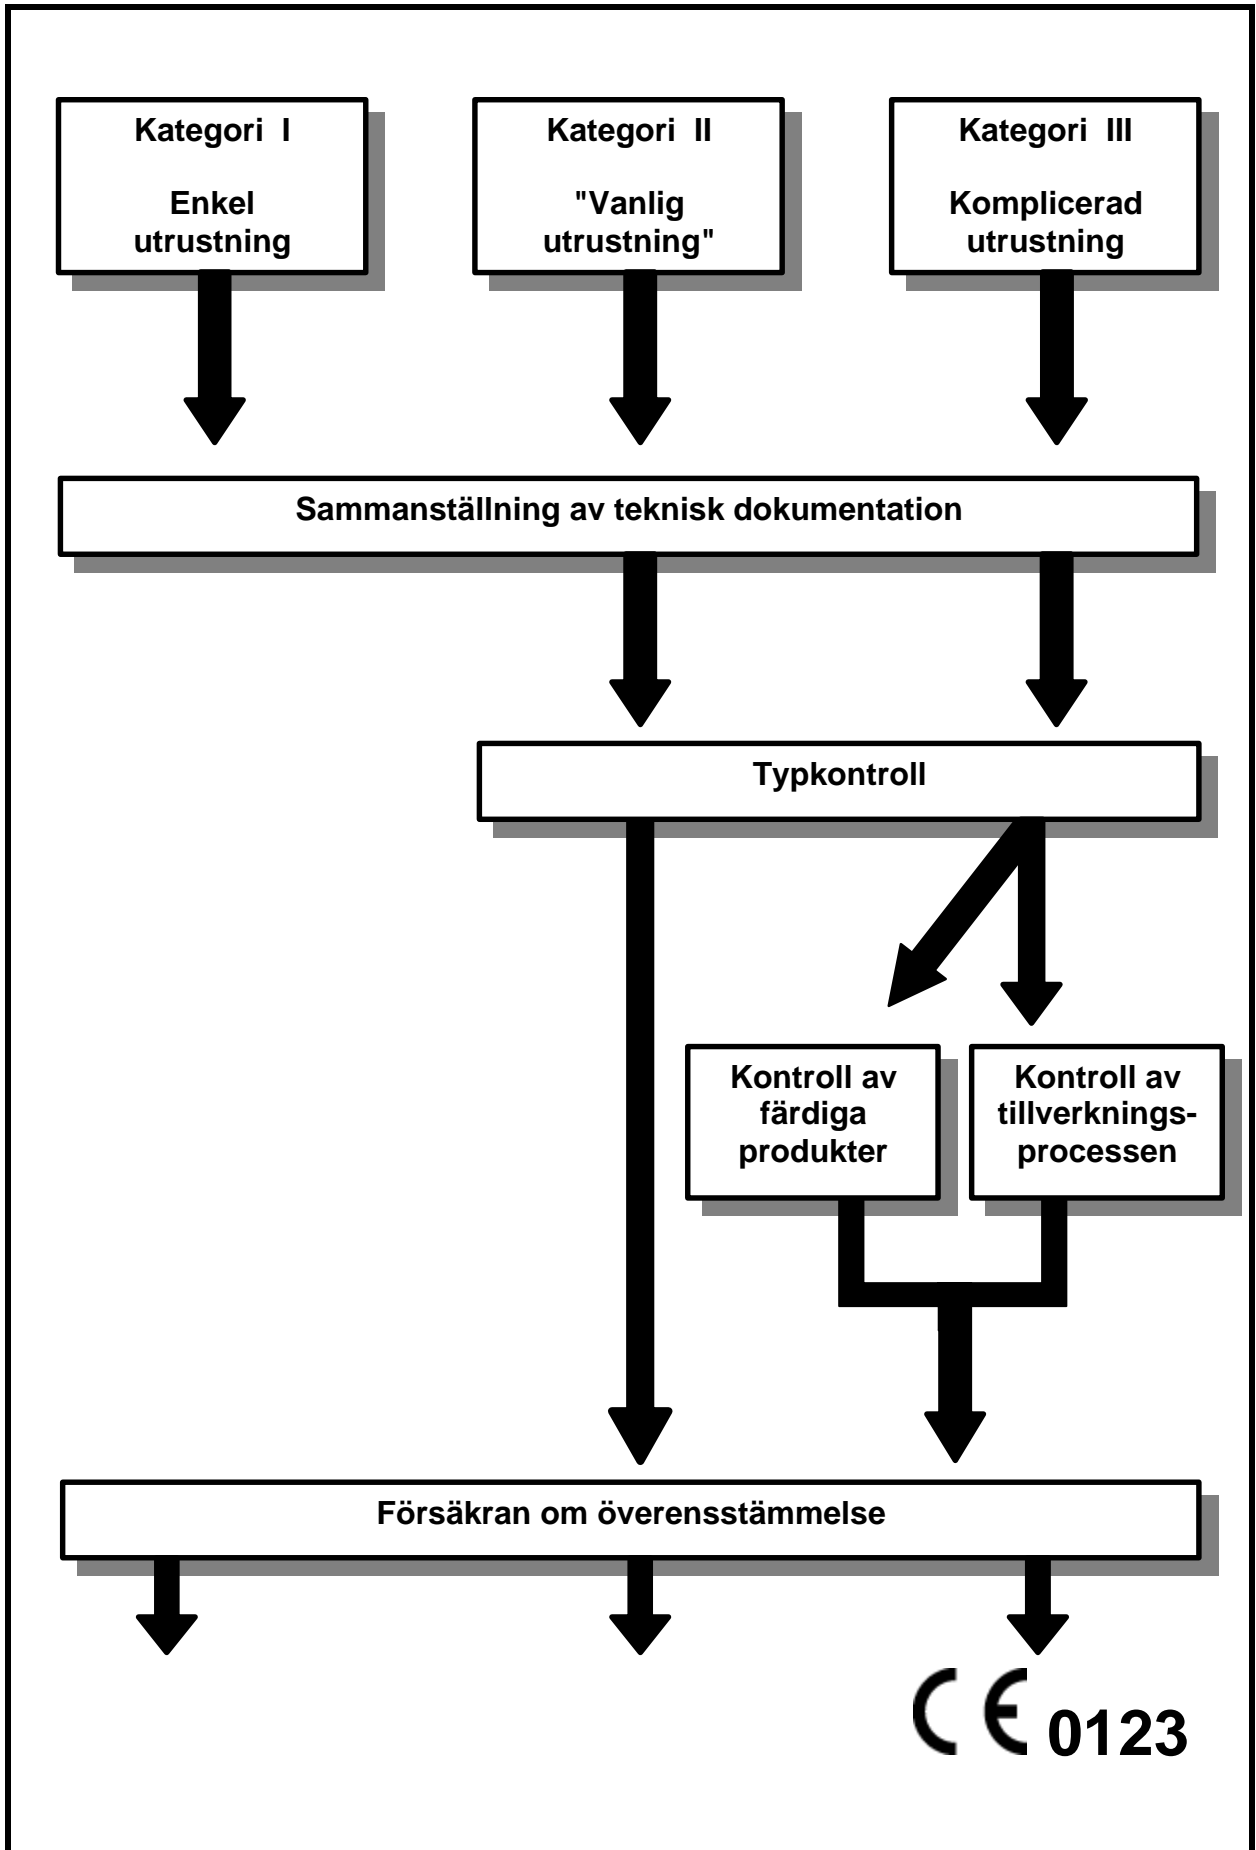 Kategori I
Enkel
utrustning
Kategori II
"Vanlig
utrustning"
Kategori III
Komplicerad
utrustning
Sammanställning av teknisk dokumentation
Typkontroll
Kontroll av
färdiga
produkter
Kontroll av
tillverknings-
processen
Försäkran om överensstämmelse
CE 0123